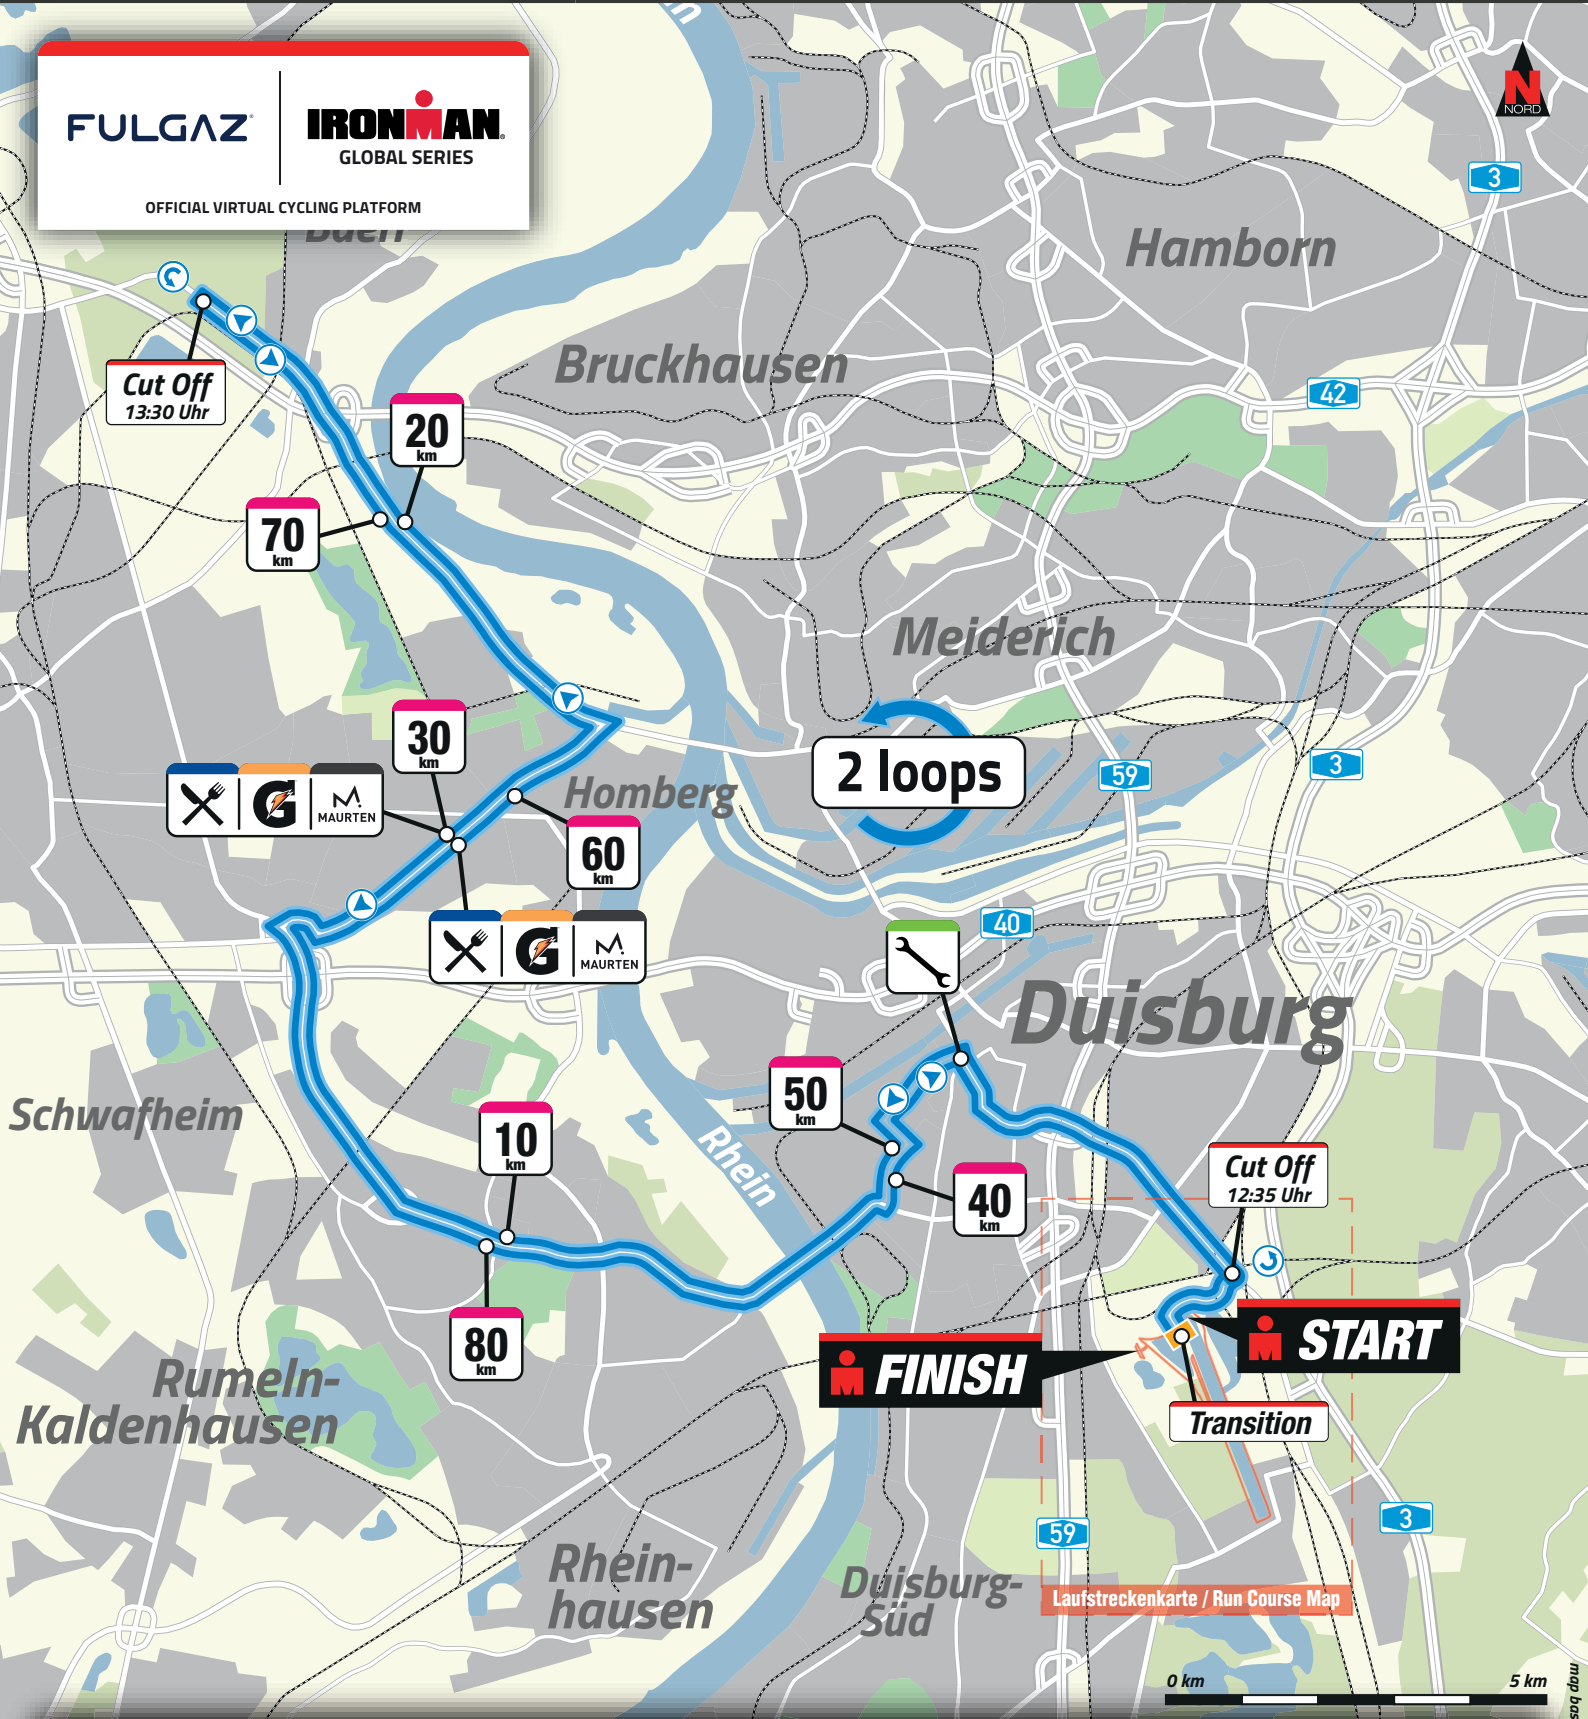 FULGAZ
IRONMAN
GLOBAL SERIES
OFFICIAL VIRTUAL CYCLING PLATFORM
N
NORD
3
Hamborn
Cut Off
13:30 Uhr
Bruckhausen
42
20
km
70
km
Meiderich
30
km
2 loops
59
3
G
M
MAURTEN
Homberg
60
km
40
G
M
MAURTEN
Duisburg
50
km
Schwafheim
10
km
Rhein
Cut Off
12:35 Uhr
40
km
80
km
START
FINISH
Rumeln-
Kaldenhausen
Transition
59
3
Rhein-
hausen
Duisburg-
Süd
Laufstreckenkarte / Run Course Map
0 km
5 km
map bas